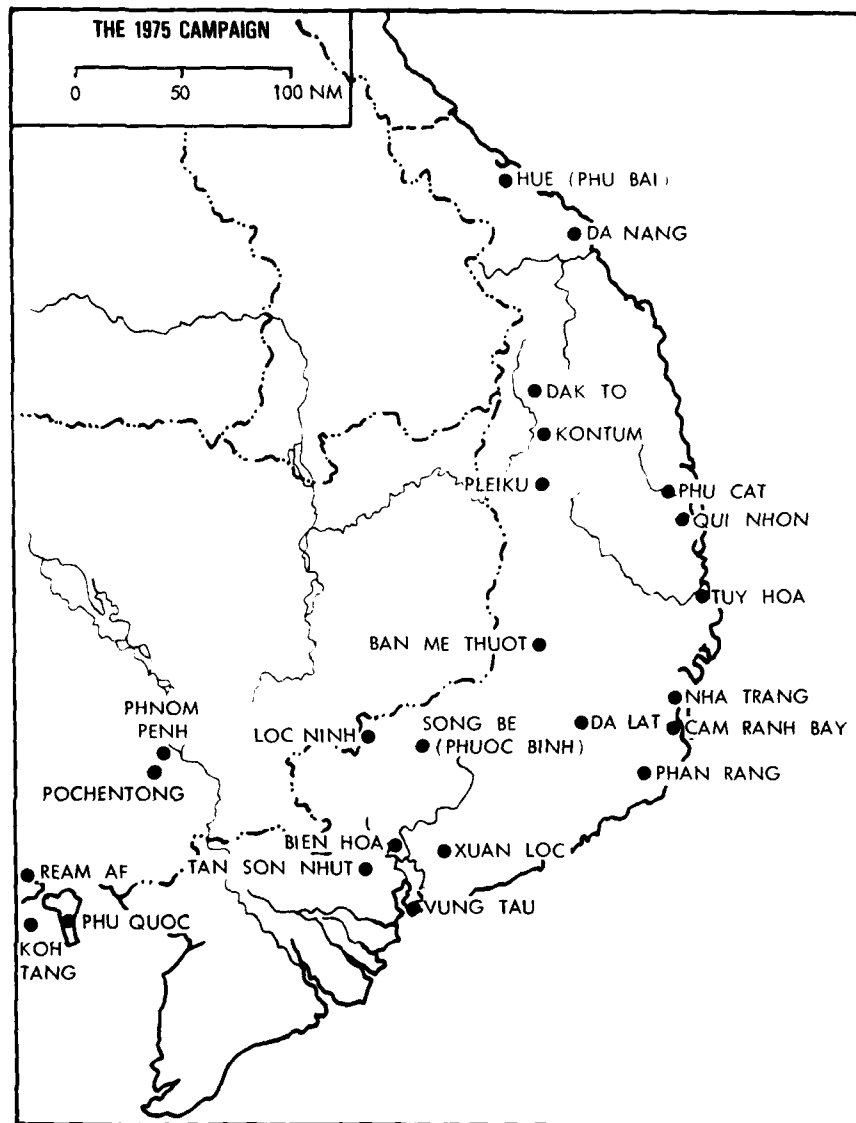 THE 1975 CAMPAIGN
0 50 100 NM
HUE (PHU BAI)
DA NANG
DAK TO
KONTUM
PLEIKU
PHU CAT
QUI NHON
TUY HOA
BAN ME THUOT
NHA TRANG
PHNOM
PENH
LOC NINH
SONG BE
(PHUOC BINH)
DA LAT
CAM RANH BAY
POCHENTONG
PHAN RANG
BIEN HOA
XUAN LOC
TAN SON NHUT
REAM AF
PHU QUOC
VUNG TAU
KOH
TANG